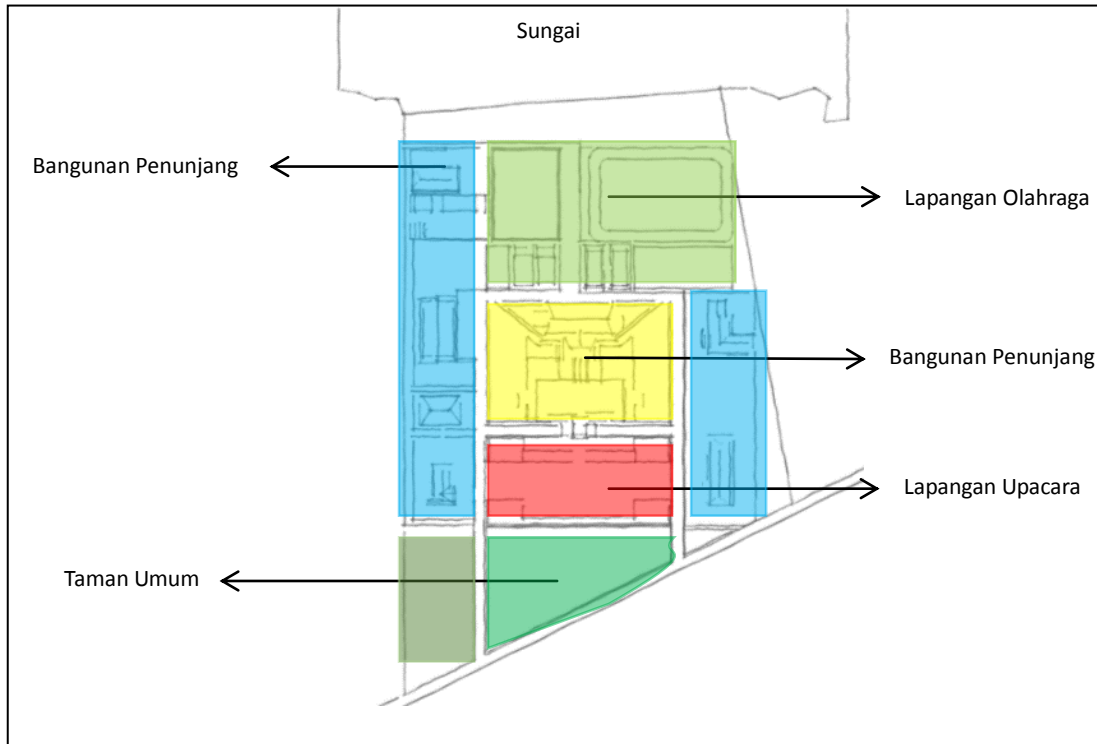 Sungai
Bangunan Penunjang
Lapangan Olahraga
Bangunan Penunjang
Lapangan Upacara
Taman Umum